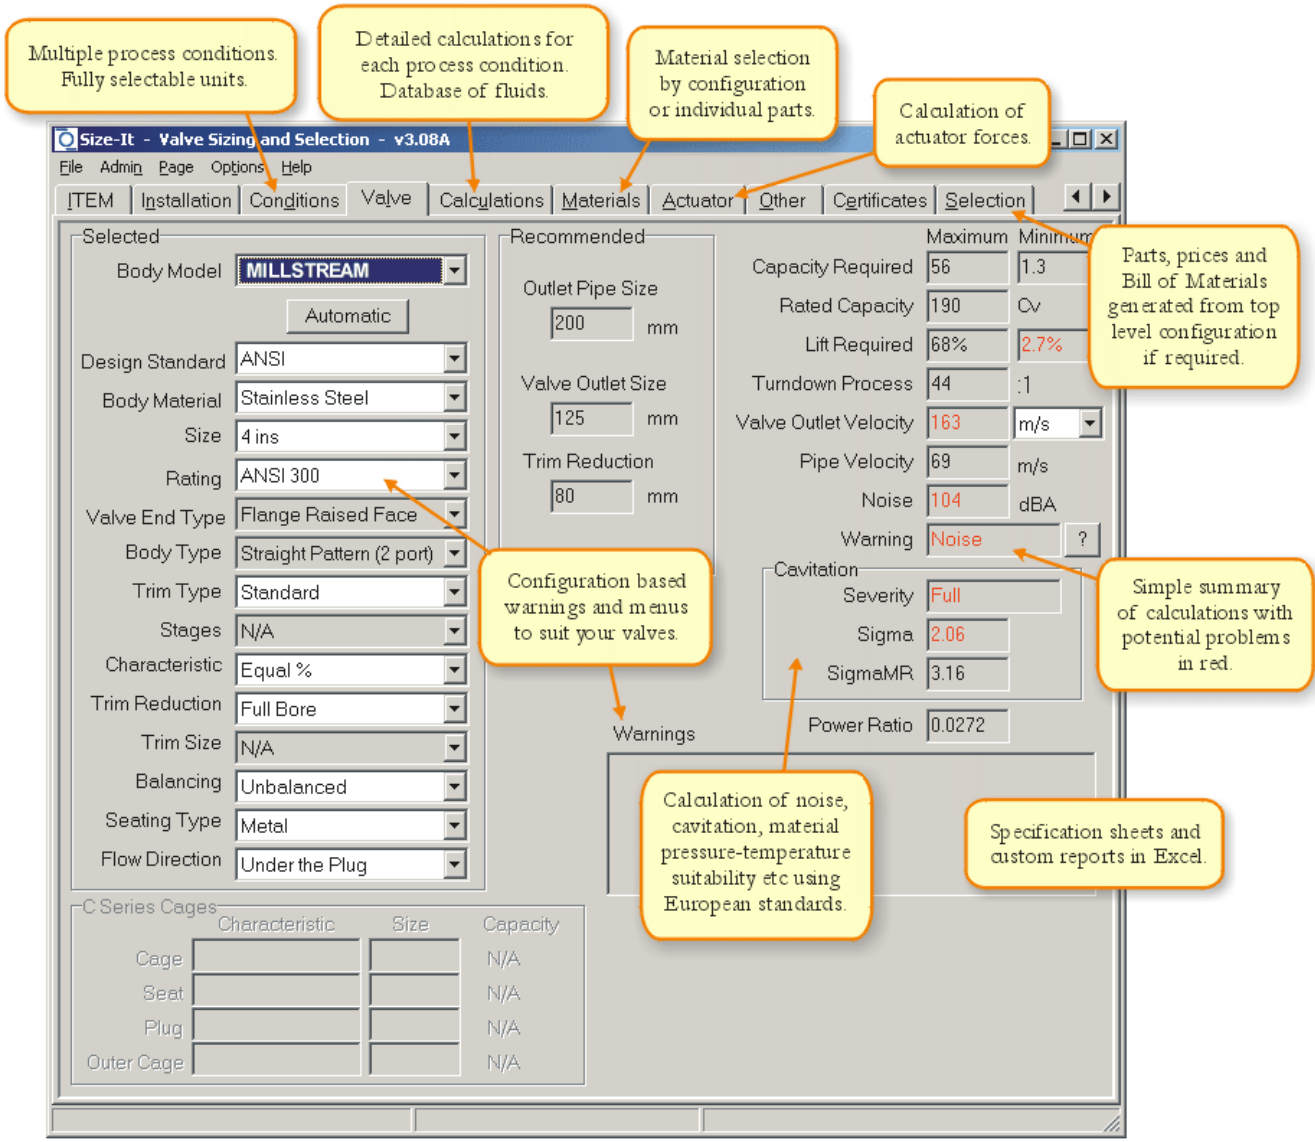 Multiple process conditions.
Fully selectable units.
Detailed calculations for
each process condition.
Database of fluids.
Material selection
by configuration
or individual parts.
Calculation of
actuator forces.
Size-It - Valve Sizing and Selection - v3.08A
File Admin Page Options Help
ITEM Installation Conditions Valve Calculations Materials Actuator Other Certificates Selection
Selected
Body Model MILLSTREAM
Automatic
Design Standard ANSI
Body Material Stainless Steel
Size 4 ins
Rating ANSI 300
Valve End Type Flange Raised Face
Body Type Straight Pattern (2 port)
Trim Type Standard
Stages N/A
Characteristic Equal %
Trim Reduction Full Bore
Trim Size N/A
Balancing Unbalanced
Seating Type Metal
Flow Direction Under the Plug
Recommended
Outlet Pipe Size
200 mm
Valve Outlet Size
125 mm
Trim Reduction
80 mm
Maximum Minimum
Capacity Required 56 1.3
Rated Capacity 190 Cv
Lift Required 68% 2.7%
Turndown Process 44 :1
Valve Outlet Velocity 163 m/s
Pipe Velocity 69 m/s
Noise 104 dBA
Warning Noise ?
Cavitation
Severity Full
Sigma 2.06
SigmaMR 3.16
Power Ratio 0.0272
Warnings
Parts, prices and
Bill of Materials
generated from top
level configuration
if required.
Configuration based
warnings and menus
to suit your valves.
Simple summary
of calculations with
potential problems
in red.
Calculation of noise,
cavitation, material
pressure-temperature
suitability etc using
European standards.
Specification sheets and
custom reports in Excel.
C Series Cages
Characteristic Size Capacity
Cage N/A
Seat N/A
Plug N/A
Outer Cage N/A